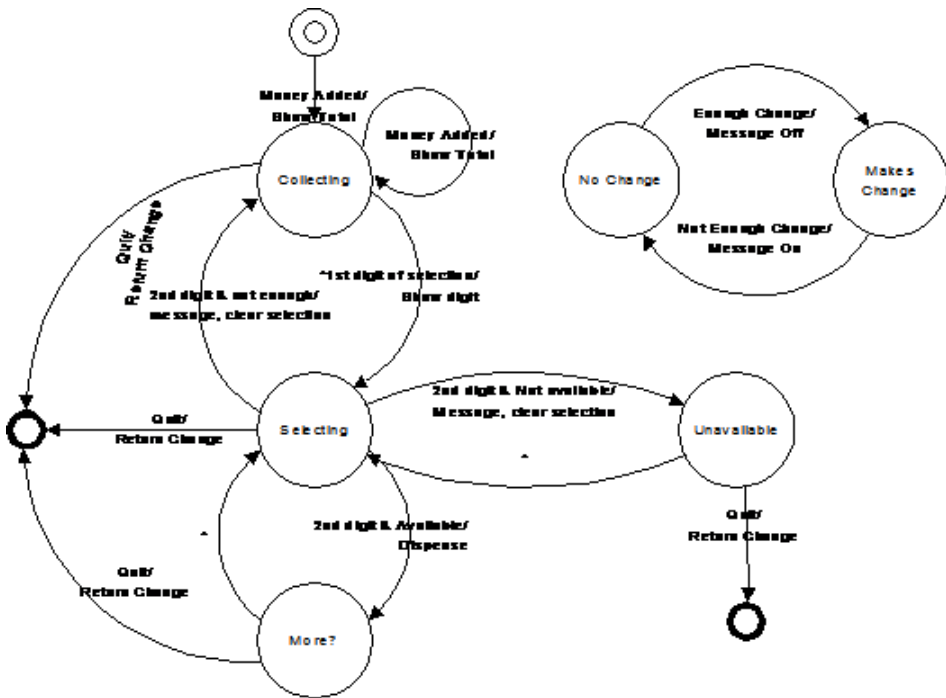 Money Added/
Show Total
Money Added/
Show Total
Collecting
Enough Change/
Message Off
No Change
Makes
Change
Not Enough Change/
Message On
Quit/
Return Change
^1st digit of selection/
Show digit
2nd digit & not enough/
message, clear selection
2nd digit & Not available/
Message, clear selection
Quit/
Return Change
Selecting
Unavailable
^
^
2nd digit & Available/
Dispense
Quit/
Return Change
Quit/
Return Change
More?